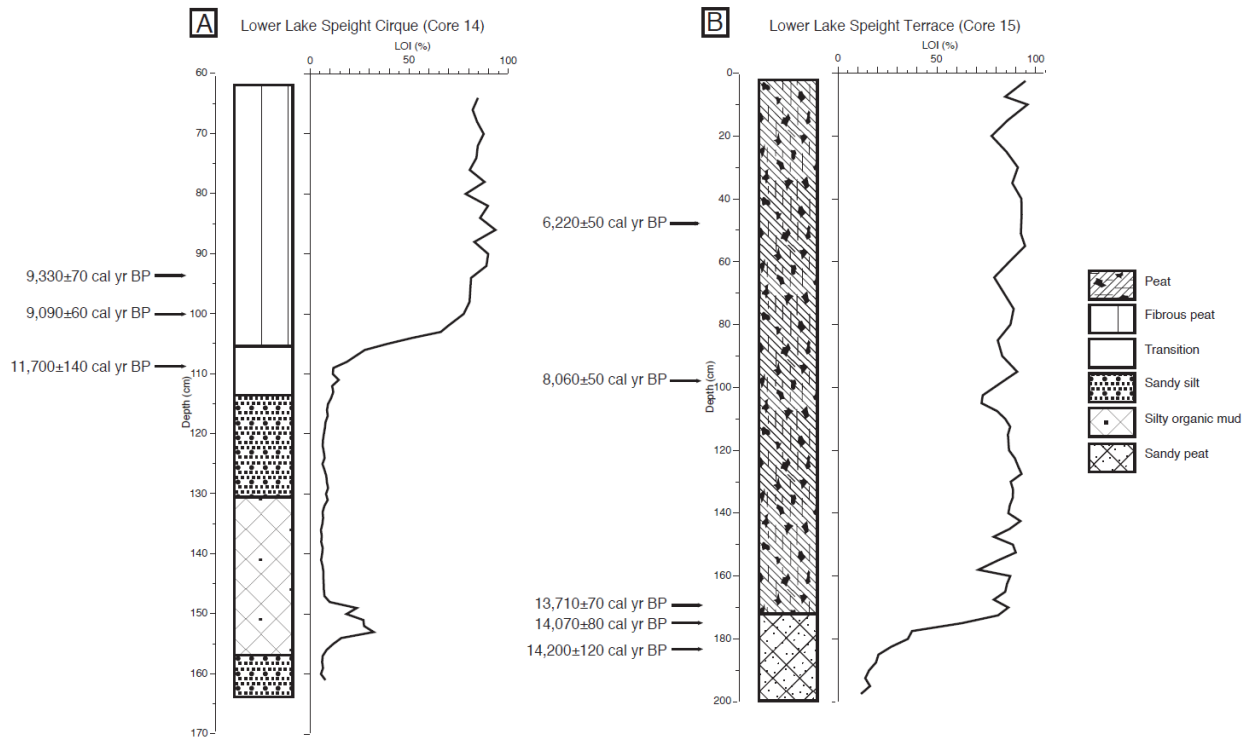 A
Lower Lake Speight Cirque (Core 14)
LOI (%)
0 50 100
60
70
80
90
100
110
120
130
140
150
160
170
Depth (cm)
9,330±70 cal yr BP
9,090±60 cal yr BP
11,700±140 cal yr BP
B
Lower Lake Speight Terrace (Core 15)
LOI (%)
0 50 100
0
20
40
60
80
100
120
140
160
180
200
Depth (cm)
6,220±50 cal yr BP
8,060±50 cal yr BP
13,710±70 cal yr BP
14,070±80 cal yr BP
14,200±120 cal yr BP
Peat
Fibrous peat
Transition
Sandy silt
Silty organic mud
Sandy peat